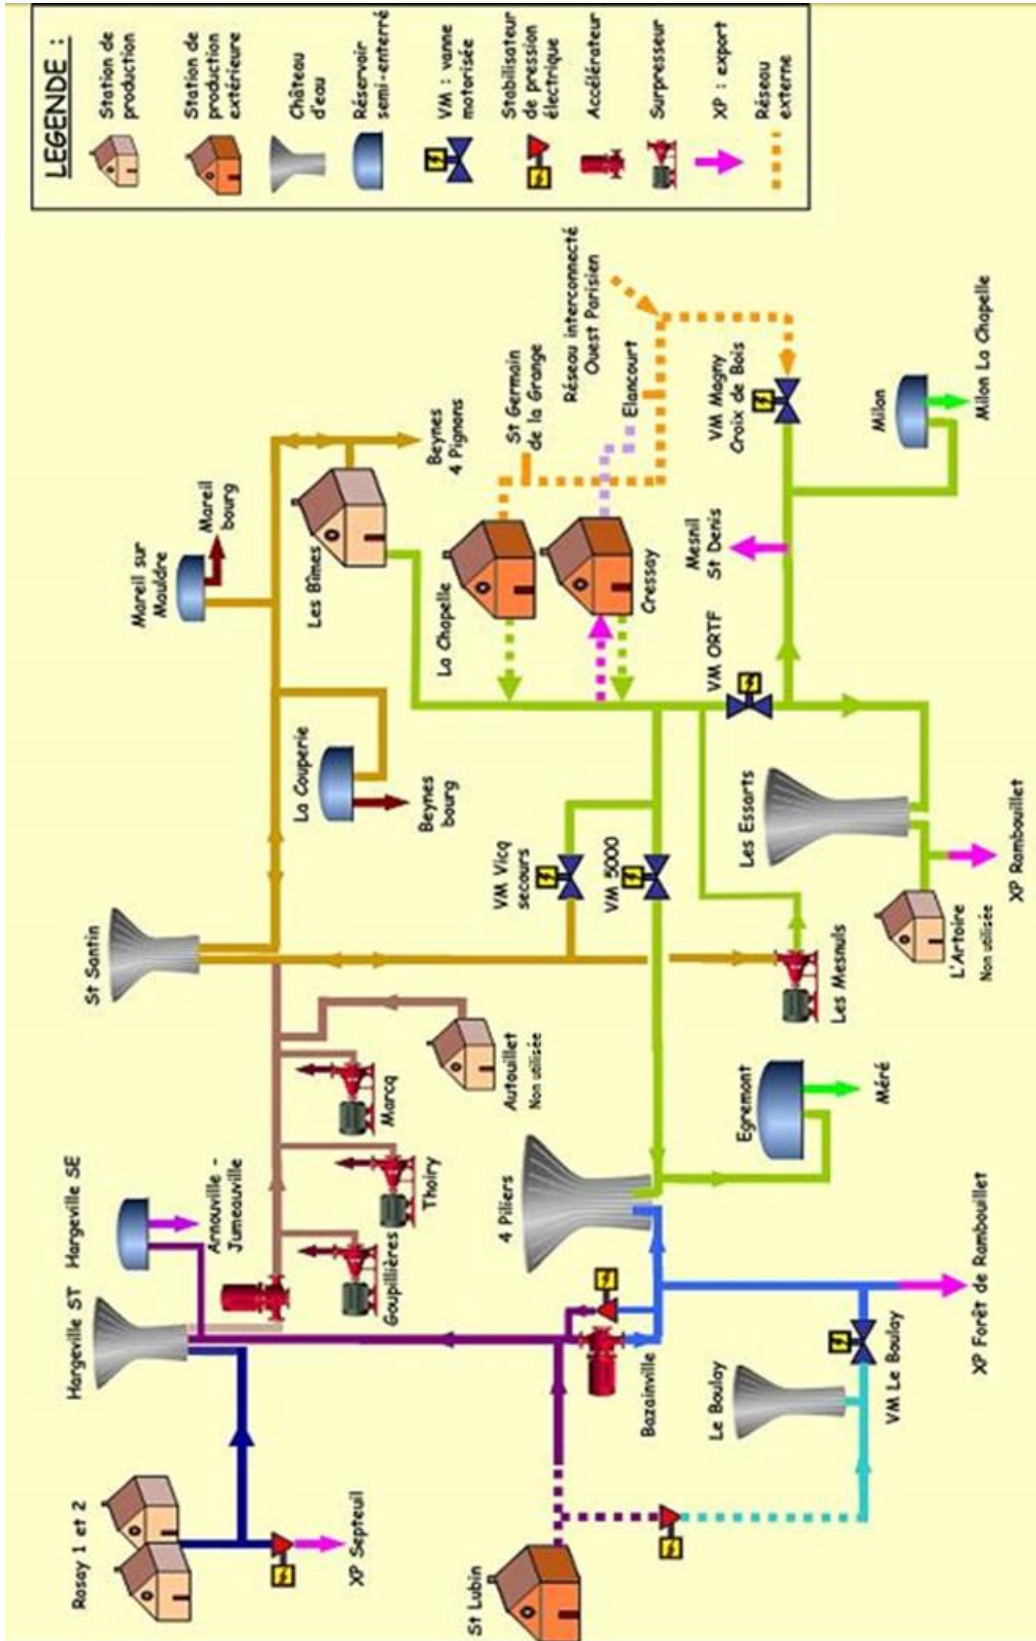 LEGENDE :
Station de
production
Station de
production
extérieure
Château
d'eau
Réservoir
semi-enterré
VM : vanne
motorisée
Stabilisateur
de pression
électrique
Accélérateur
Surpresseur
XP : export
Réseau
externe
Rosay 1 et 2
XP Septeuil
Hargeville ST
Hargeville SE
Arnouville -
Jumeauville
Goupillières
Thoiry
Marcq
Autouillet
Non utilisée
St Santin
La Couperie
Beynes
bourg
Mareil sur
Mauldre
Mareil
bourg
Les Bîmes
Beynes
4 Pignons
La Chapelle
St Germain
de la Grange
Cressay
Elancourt
Réseau interconnecté
Ouest Parisien
VM Vicq
secours
VM 5000
VM ORTF
Mesnil
St Denis
VM Magny
Croix de Bois
Milon
Milon La Chapelle
Les Essarts
L'Artoire
Non utilisée
XP Rambouillet
Les Mesnuls
Egremont
Méré
4 Piliers
Bazainville
St Lubin
Le Boulay
VM Le Boulay
XP Forêt de Rambouillet